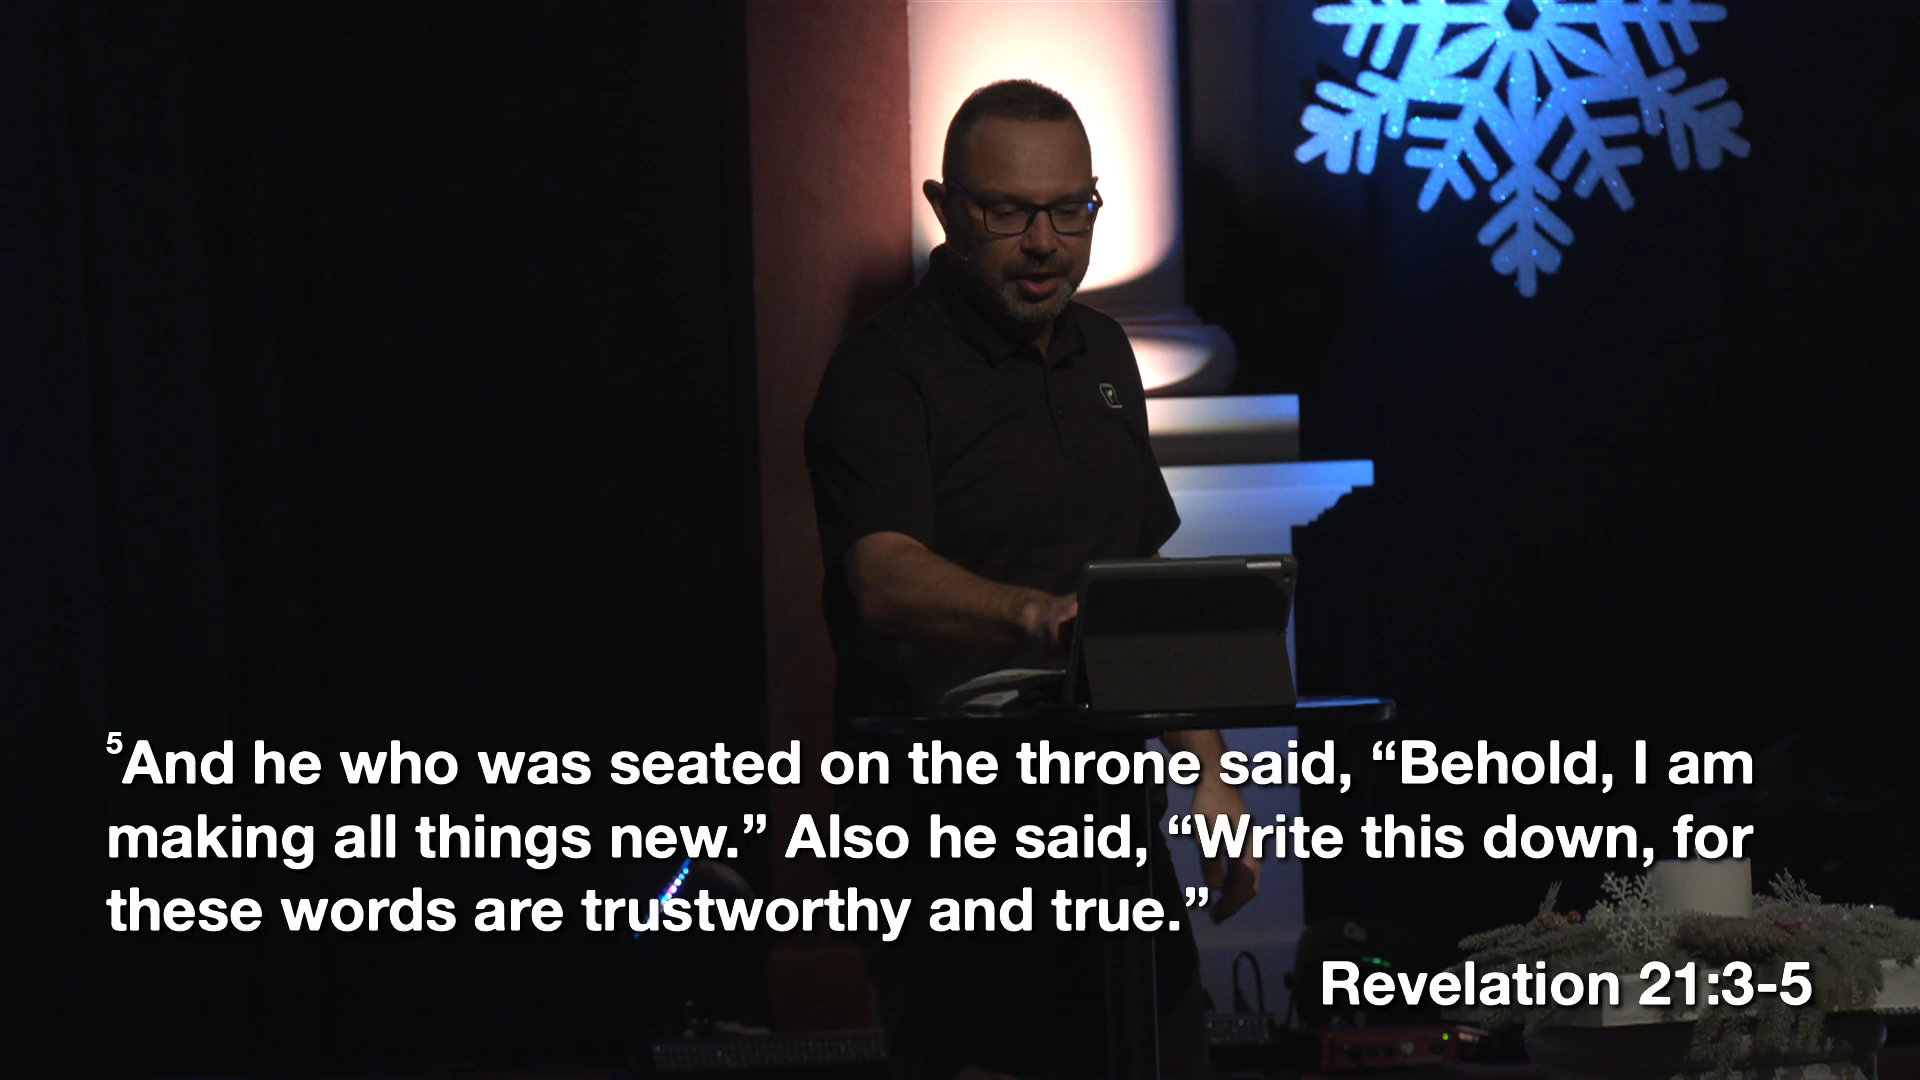 ⁵And he who was seated on the throne said, “Behold, I am
making all things new.” Also he said, “Write this down, for
these words are trustworthy and true.”
Revelation 21:3-5